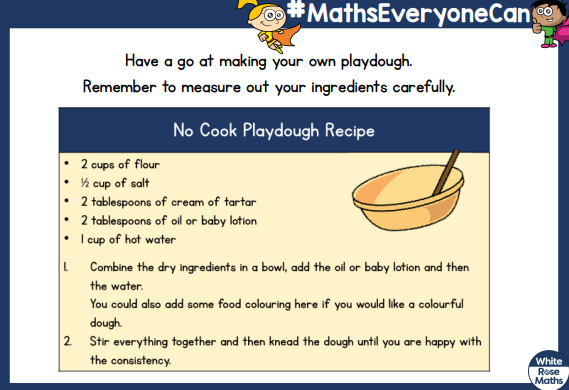 #MathsEveryoneCan
Have a go at making your own playdough.
Remember to measure out your ingredients carefully.
No Cook Playdough Recipe
• 2 cups of flour
• ½ cup of salt
• 2 tablespoons of cream of tartar
• 2 tablespoons of oil or baby lotion
• 1 cup of hot water
1. Combine the dry ingredients in a bowl, add the oil or baby lotion and then
the water.
You could also add some food colouring here if you would like a colourful
dough.
2. Stir everything together and then knead the dough until you are happy with
the consistency.
White
Rose
Maths